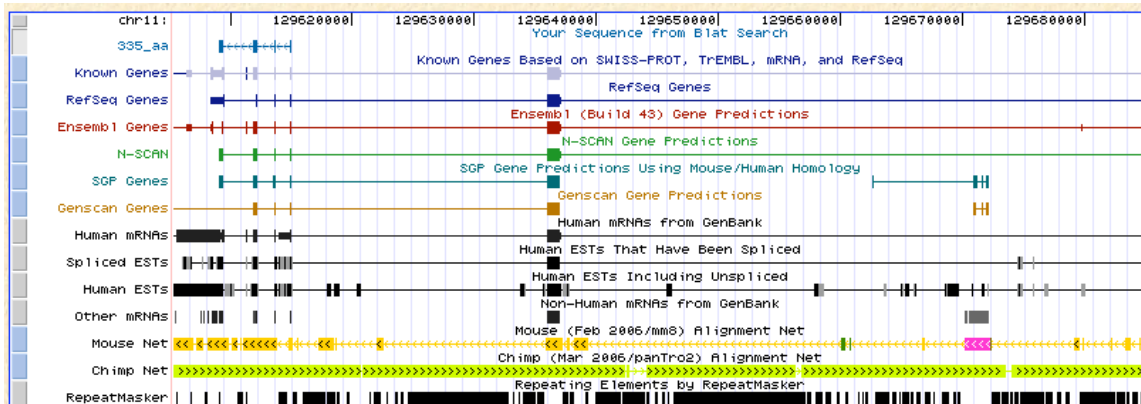 chr11: 129620000 129630000 129640000 129650000 129660000 129670000 129680000
Your Sequence from Blat Search
335_aa
Known Genes Based on SWISS-PROT, TrEMBL, mRNA, and RefSeq
Known Genes
RefSeq Genes
RefSeq Genes
Ensembl (Build 43) Gene Predictions
Ensembl Genes
N-SCAN Gene Predictions
N-SCAN
SGP Gene Predictions Using Mouse/Human Homology
SGP Genes
Genscan Gene Predictions
Genscan Genes
Human mRNAs from GenBank
Human mRNAs
Human ESTs That Have Been Spliced
Spliced ESTs
Human ESTs Including Unspliced
Human ESTs
Non-Human mRNAs from GenBank
Other mRNAs
Mouse (Feb 2006/mm8) Alignment Net
Mouse Net
Chimp (Mar 2006/panTro2) Alignment Net
Chimp Net
Repeating Elements by RepeatMasker
RepeatMasker